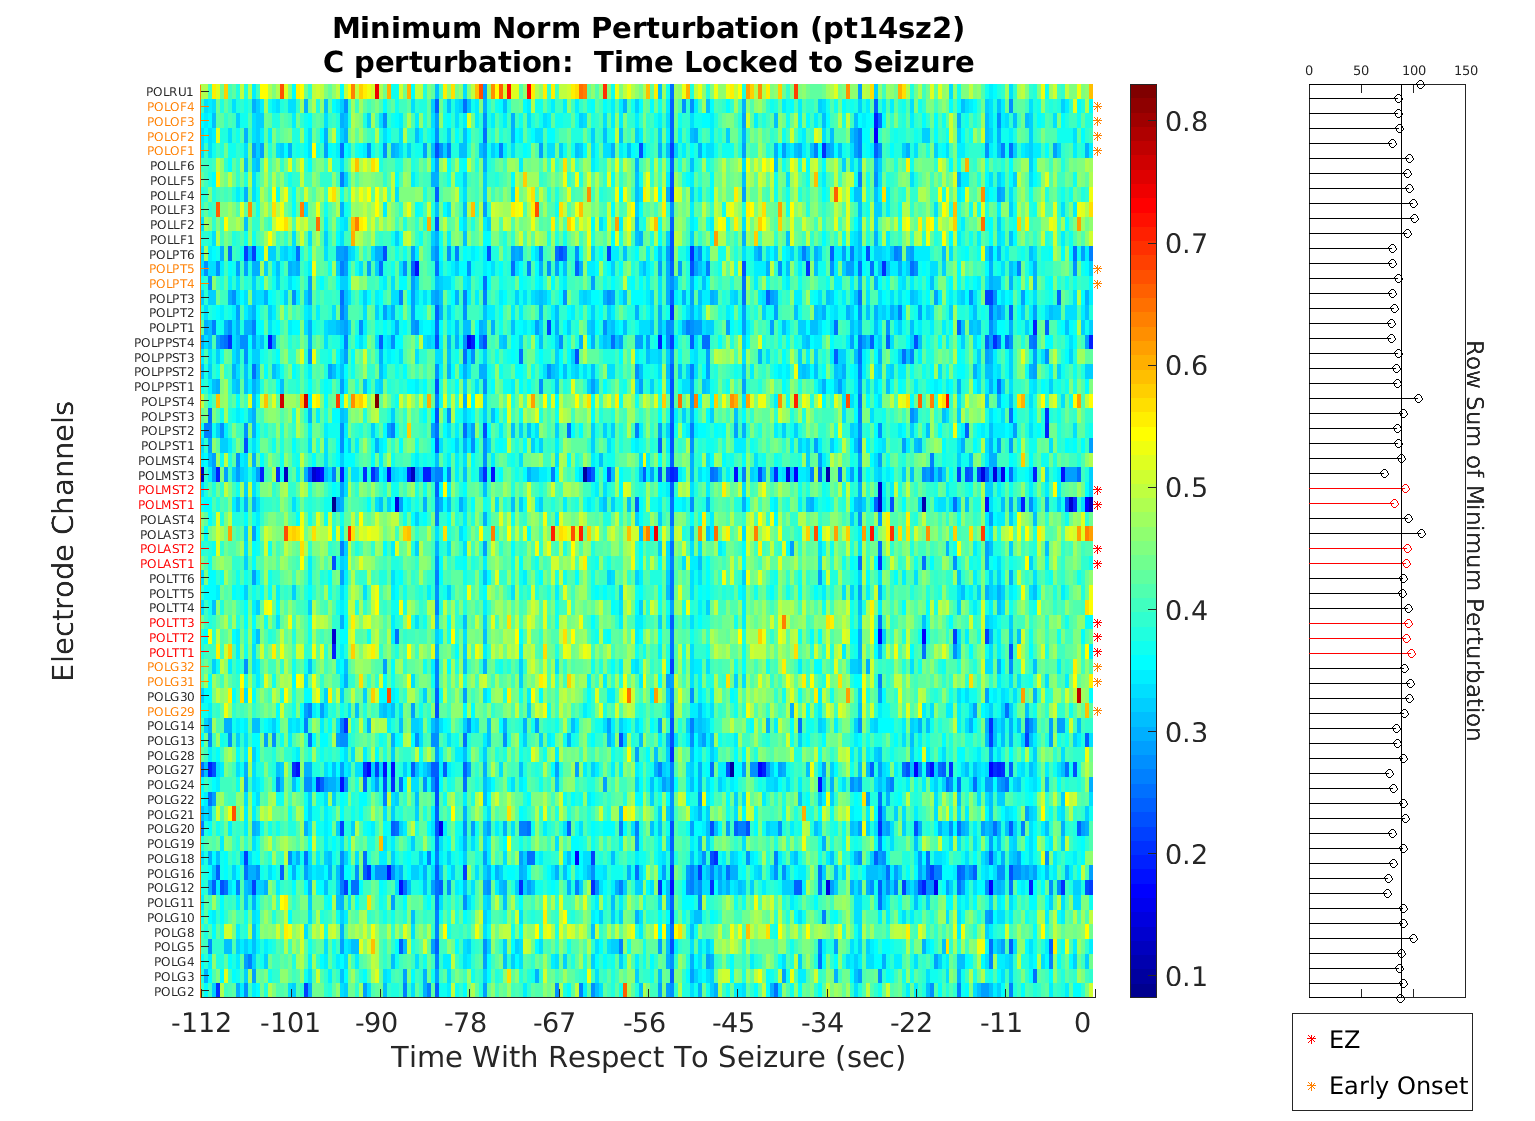 Minimum Norm Perturbation (pt14sz2)
C perturbation:  Time Locked to Seizure
Electrode Channels
POLRU1
POLOF4
POLOF3
POLOF2
POLOF1
POLLF6
POLLF5
POLLF4
POLLF3
POLLF2
POLLF1
POLPT6
POLPT5
POLPT4
POLPT3
POLPT2
POLPT1
POLPPST4
POLPPST3
POLPPST2
POLPPST1
POLPST4
POLPST3
POLPST2
POLPST1
POLMST4
POLMST3
POLMST2
POLMST1
POLAST4
POLAST3
POLAST2
POLAST1
POLTT6
POLTT5
POLTT4
POLTT3
POLTT2
POLTT1
POLG32
POLG31
POLG30
POLG29
POLG14
POLG13
POLG28
POLG27
POLG24
POLG22
POLG21
POLG20
POLG19
POLG18
POLG16
POLG12
POLG11
POLG10
POLG8
POLG5
POLG4
POLG3
POLG2
-112 -101 -90 -78 -67 -56 -45 -34 -22 -11 0
Time With Respect To Seizure (sec)
0.8
0.7
0.6
0.5
0.4
0.3
0.2
0.1
0 50 100 150
Row Sum of Minimum Perturbation
EZ
Early Onset